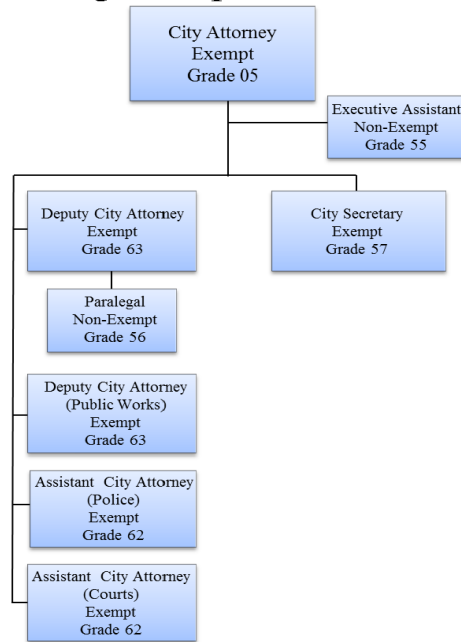 City Attorney
Exempt
Grade 05
Executive Assistant
Non-Exempt
Grade 55
Deputy City Attorney
Exempt
Grade 63
City Secretary
Exempt
Grade 57
Paralegal
Non-Exempt
Grade 56
Deputy City Attorney
(Public Works)
Exempt
Grade 63
Assistant City Attorney
(Police)
Exempt
Grade 62
Assistant City Attorney
(Courts)
Exempt
Grade 62